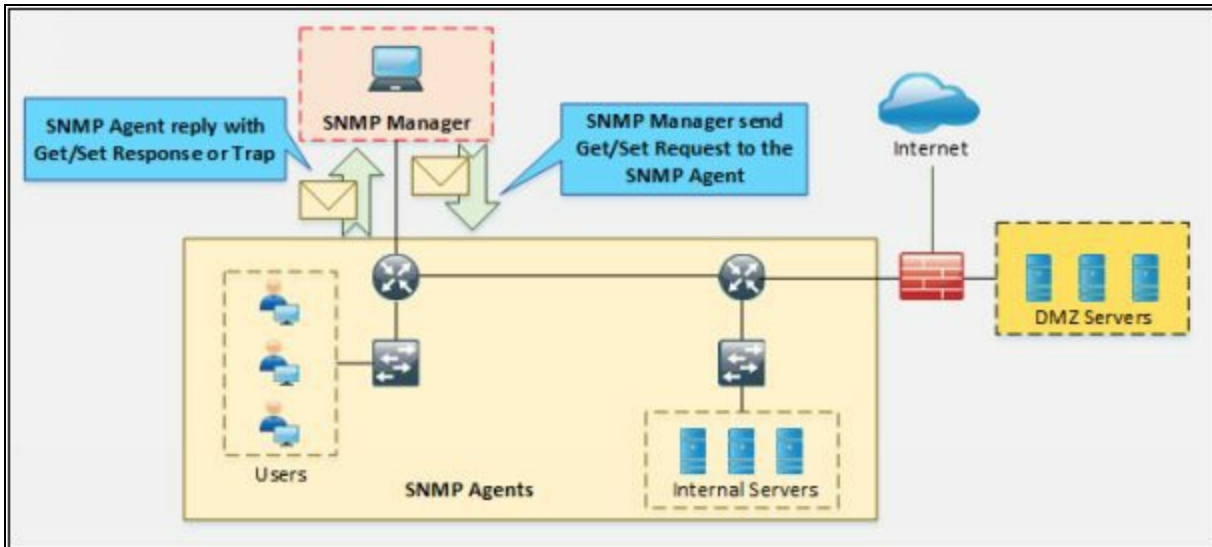 SNMP Manager
SNMP Agent reply with
Get/Set Response or Trap
SNMP Manager send
Get/Set Request to the
SNMP Agent
Internet
DMZ Servers
Users
SNMP Agents
Internal Servers